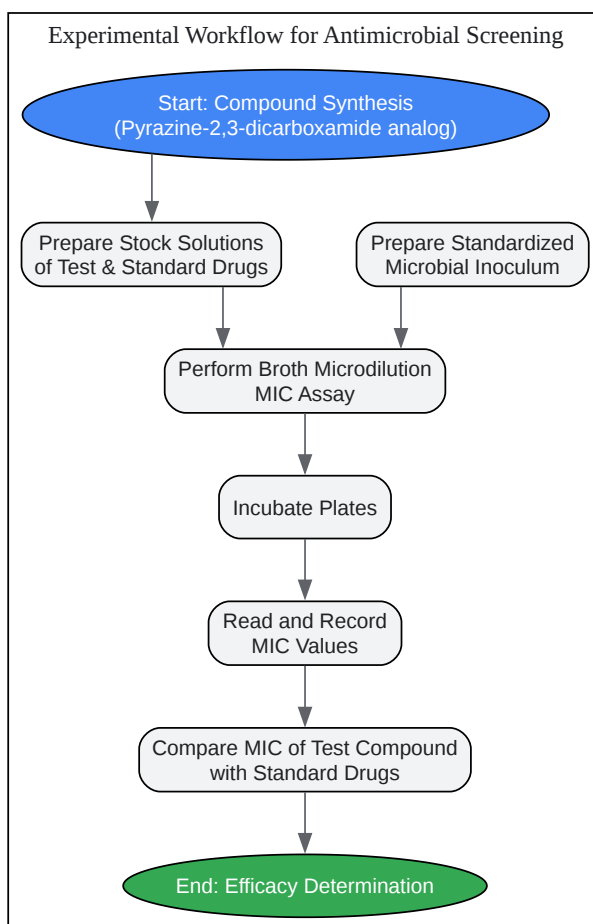 Experimental Workflow for Antimicrobial Screening
Start: Compound Synthesis
(Pyrazine-2,3-dicarboxamide analog)
Prepare Stock Solutions
of Test & Standard Drugs
Prepare Standardized
Microbial Inoculum
Perform Broth Microdilution
MIC Assay
Incubate Plates
Read and Record
MIC Values
Compare MIC of Test Compound
with Standard Drugs
End: Efficacy Determination